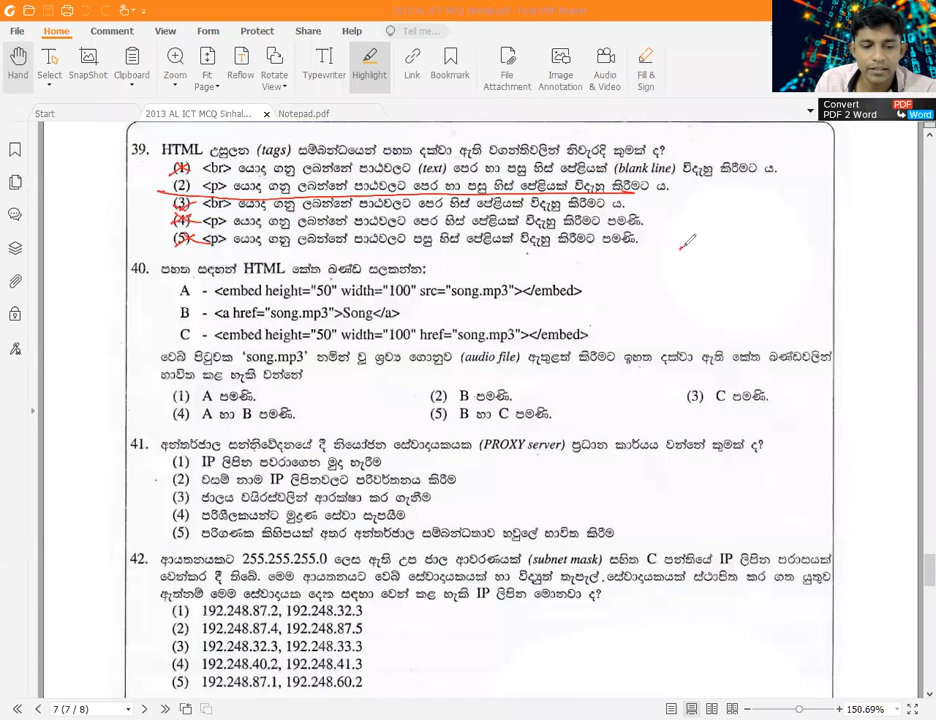 2013 AL ICT MCQ Sinhala.pdf - Foxit PDF Reader
File Home Comment View Form Protect Share Help Tell me...
Hand Select SnapShot Clipboard Zoom Fit Page Reflow Rotate View Typewriter Highlight Link Bookmark File Attachment Image Annotation Audio & Video Fill & Sign
Convert PDF
PDF 2 Word Word
Start 2013 AL ICT MCQ Sinhal... Notepad.pdf
39. HTML උසුලන (tags) සම්බන්ධයෙන් පහත දක්වා ඇති වගන්තිවලින් නිවැරදි කුමක් ද?
(1) <br> යොද ගනු ලබන්නේ පාඨවලට (text) පෙර හා පසු හිස් පේළියක් (blank line) විදැහු කිරීමට ය.
(2) <p> යොද ගනු ලබන්නේ පාඨවලට පෙර හා පසු හිස් පේළියක් විදැහු කිරීමට ය.
(3) <br> යොද ගනු ලබන්නේ පාඨවලට පෙර හිස් පේළියක් විදැහු කිරීමට ය.
(4) <p> යොද ගනු ලබන්නේ පාඨවලට පෙර හිස් පේළියක් විදැහු කිරීමට පමණි.
(5) <p> යොද ගනු ලබන්නේ පාඨවලට පසු හිස් පේළියක් විදැහු කිරීමට පමණි.
40. පහත සඳහන් HTML කේත ඛණ්ඩ සලකන්න:
A - <embed height="50" width="100" src="song.mp3"></embed>
B - <a href="song.mp3">Song</a>
C - <embed height="50" width="100" href="song.mp3"></embed>
වෙබ් පිටුවක 'song.mp3' නමින් වූ ශ්‍රව්‍ය ගොනුව (audio file) ඇතුළත් කිරීමට ඉහත දක්වා ඇති කේත ඛණ්ඩවලින්
භාවිත කළ හැකි වන්නේ
(1) A පමණි. (2) B පමණි. (3) C පමණි.
(4) A හා B පමණි. (5) B හා C පමණි.
41. අන්තර්ජාල සන්නිවේදනයේ දී නියෝජන සේවාදයකයක (PROXY server) ප්‍රධාන කාර්යය වන්නේ කුමක් ද?
(1) IP ලිපින පවරාගෙන මුදා හැරීම
(2) වසම් නාම IP ලිපිනවලට පරිවර්තනය කිරීම
(3) ජාලය වයිරස්වලින් ආරක්ෂා කර ගැනීම
(4) පරිශීලකයන්ට මුද්‍රණ සේවා සැපයීම
(5) පරිගණක කිහිපයක් අතර අන්තර්ජාල සම්බන්ධතාව හවුලේ භාවිත කිරීම
42. ආයතනයකට 255.255.255.0 ලෙස ඇති උප ජාල ආවරණයක් (subnet mask) සහිත C පන්තියේ IP ලිපින පරාසයක්
වෙන්කර දී තිබේ. මෙම ආයතනයට වෙබ් සේවාදයකයක් හා විද්‍යුත් තැපැල් සේවාදයකයක් ස්ථාපිත කර ගත යුතුව
ඇත්නම් මෙම සේවාදයක දෙක සඳහා වෙන් කළ හැකි IP ලිපින මොනවා ද?
(1) 192.248.87.2, 192.248.32.3
(2) 192.248.87.4, 192.248.87.5
(3) 192.248.32.3, 192.248.33.3
(4) 192.248.40.2, 192.248.41.3
(5) 192.248.87.1, 192.248.60.2
7 (7 / 8) 150.69%